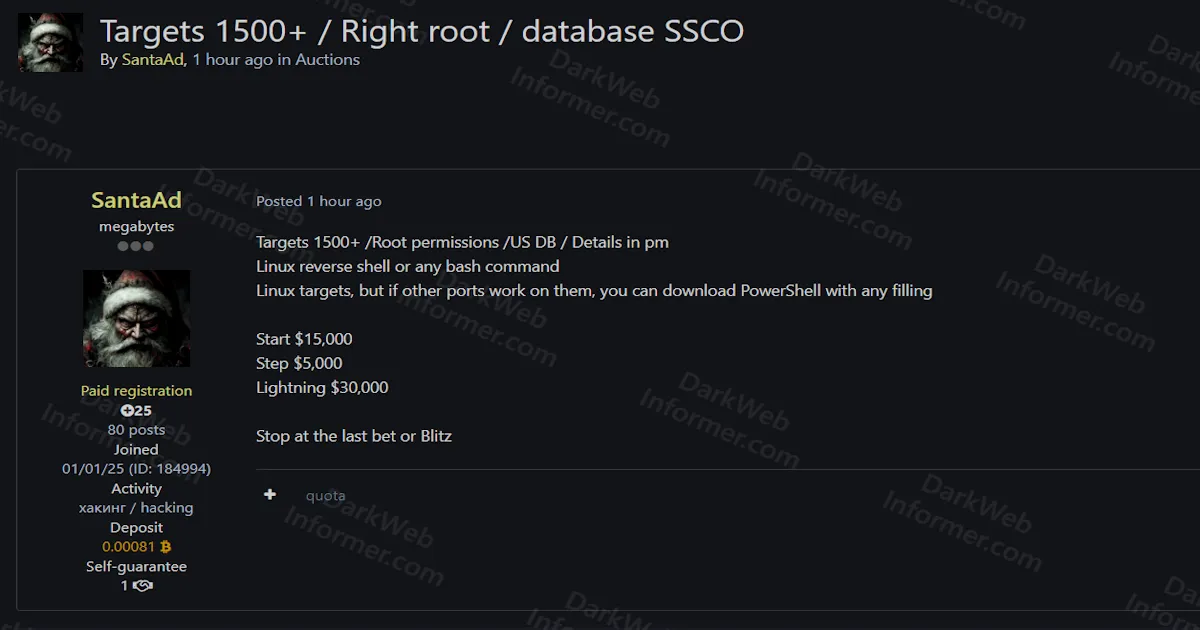 Targets 1500+ / Right root / database SSCO
By SantaAd, 1 hour ago in Auctions
SantaAd
megabytes
Paid registration
25
80 posts
Joined
01/01/25 (ID: 184994)
Activity
хакинг / hacking
Deposit
0.00081 ₿
Self-guarantee
1
Posted 1 hour ago
Targets 1500+ /Root permissions /US DB / Details in pm
Linux reverse shell or any bash command
Linux targets, but if other ports work on them, you can download PowerShell with any filling
Start $15,000
Step $5,000
Lightning $30,000
Stop at the last bet or Blitz
+ quota
DarkWeb
Informer.com